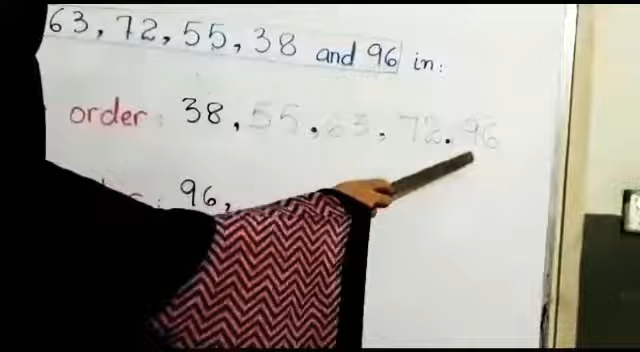 63, 72, 55, 38 and 96 in:
order: 38, 55, 63, 72. 96
: 96,